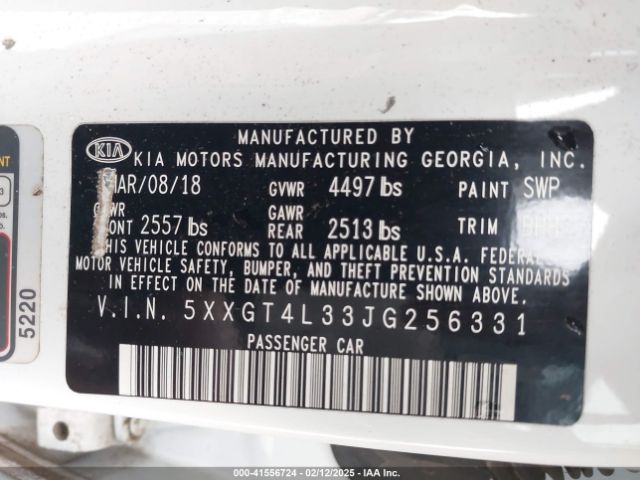 MANUFACTURED BY
KIA KIA MOTORS MANUFACTURING GEORGIA, INC.
MAR/08/18 GVWR 4497 lbs PAINT SWP
GAWR FRONT 2557 lbs GAWR REAR 2513 lbs TRIM
THIS VEHICLE CONFORMS TO ALL APPLICABLE U.S.A. FEDERAL
MOTOR VEHICLE SAFETY, BUMPER, AND THEFT PREVENTION STANDARDS
IN EFFECT ON THE DATE OF MANUFACTURE SHOWN ABOVE.
V.I.N. 5XXGT4L33JG256331
PASSENGER CAR
5220
000-41556724 - 02/12/2025 - IAA Inc.